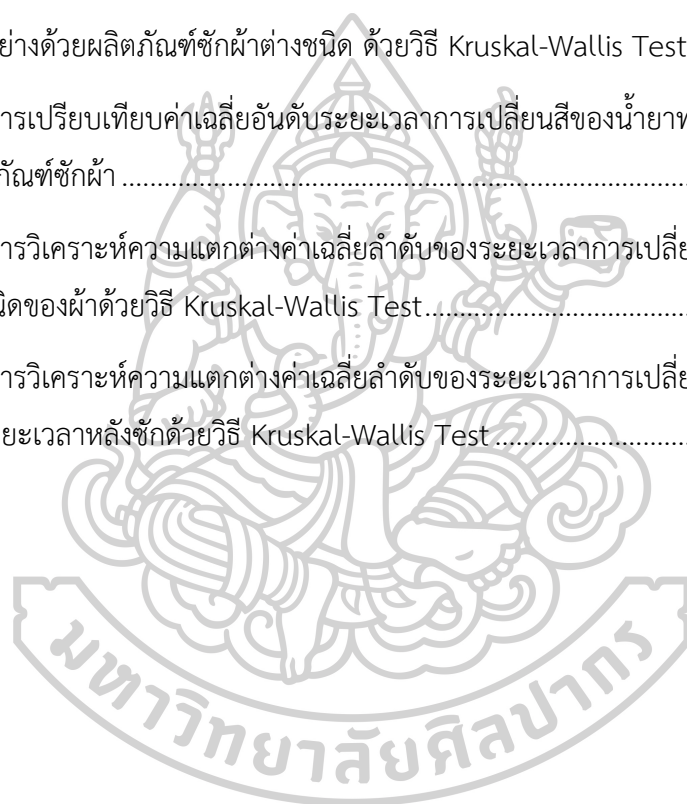 ย่างด้วยผลิตภัณฑ์ซักผ้าต่างชนิด ด้วยวิธี Kruskal-Wallis Test
ารเปรียบเทียบค่าเฉลี่ยอันดับระยะเวลาการเปลี่ยนสีของน้ำยาท
ภัณฑ์ซักผ้า ....................................................................................
ารวิเคราะห์ความแตกต่างค่าเฉลี่ยลำดับของระยะเวลาการเปลี่ย
นิดของผ้าด้วยวิธี Kruskal-Wallis Test ........................................
ารวิเคราะห์ความแตกต่างค่าเฉลี่ยลำดับของระยะเวลาการเปลี่ย
ยะเวลาหลังซักด้วยวิธี Kruskal-Wallis Test ..............................
มหาวิทยาลัยศิลปากร